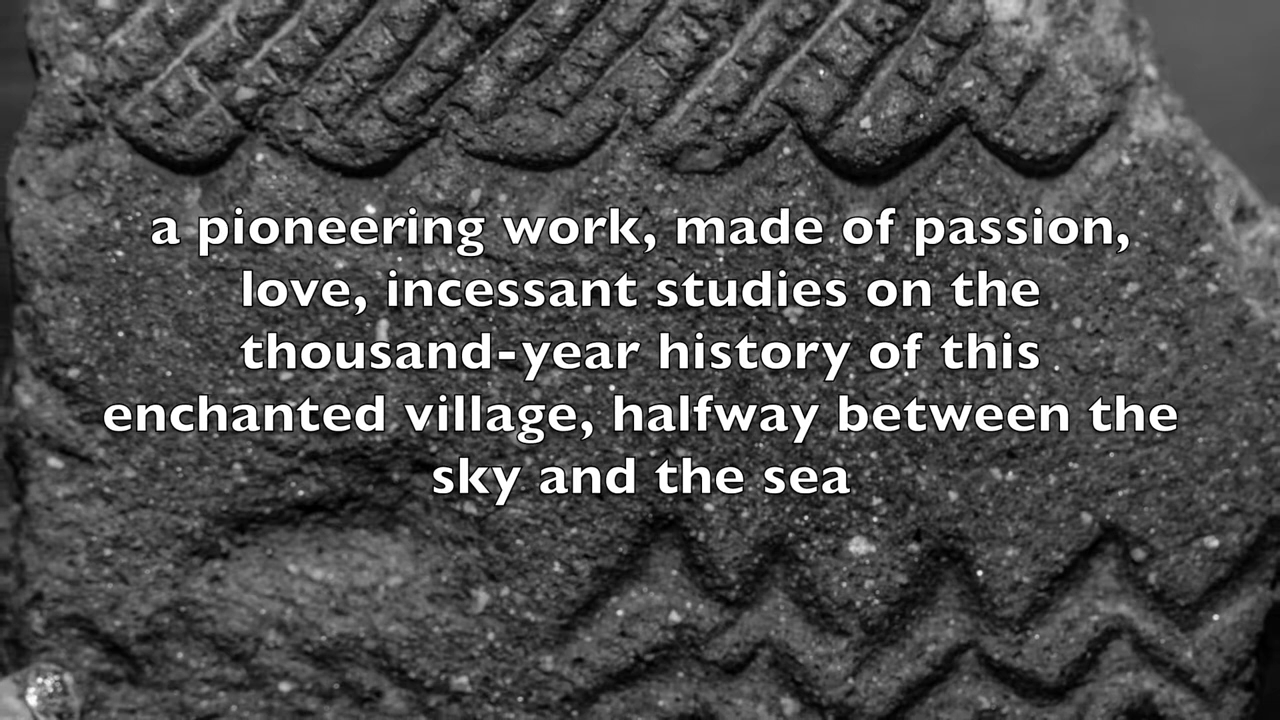 a pioneering work, made of passion,
love, incessant studies on the
thousand-year history of this
enchanted village, halfway between the
sky and the sea